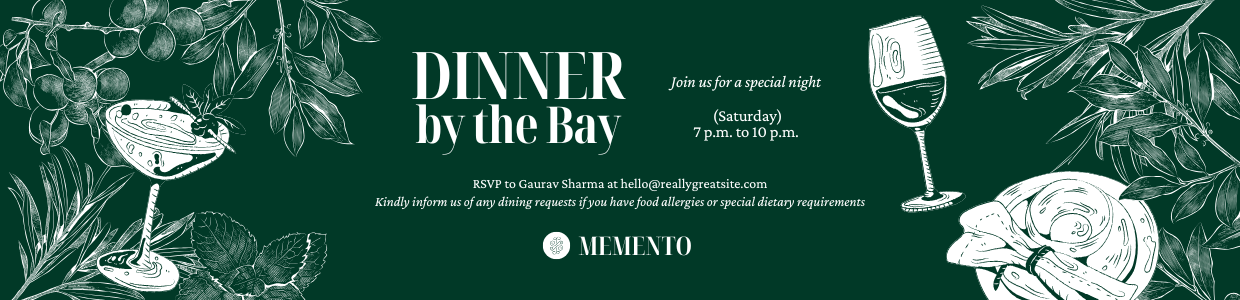 DINNER
by the Bay
Join us for a special night
(Saturday)
7 p.m. to 10 p.m.
RSVP to Gaurav Sharma at hello@reallygreatsite.com
Kindly inform us of any dining requests if you have food allergies or special dietary requirements
MEMENTO